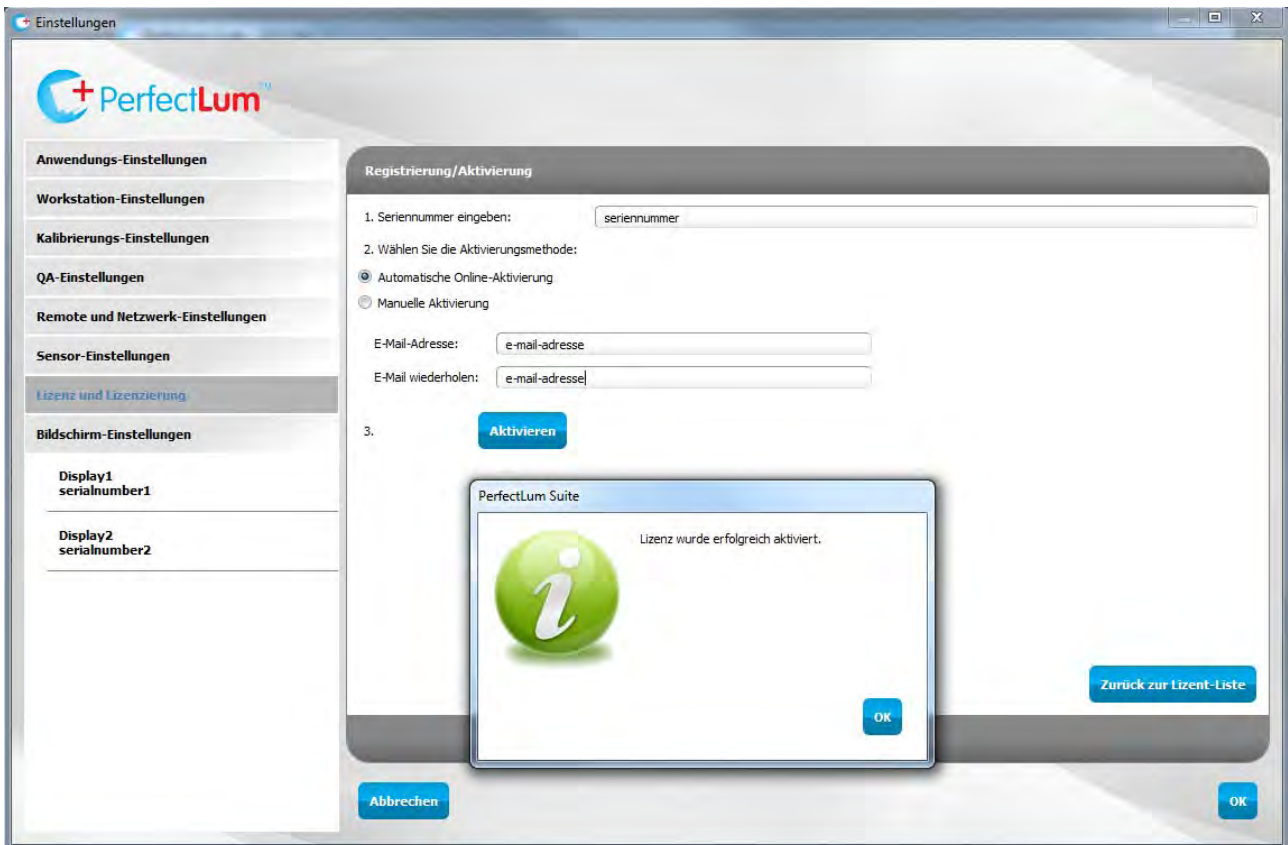 Einstellungen
PerfectLum™
Anwendungs-Einstellungen
Workstation-Einstellungen
Kalibrierungs-Einstellungen
QA-Einstellungen
Remote und Netzwerk-Einstellungen
Sensor-Einstellungen
Lizenz und Lizenzierung
Bildschirm-Einstellungen
Display1
serialnumber1
Display2
serialnumber2
Registrierung/Aktivierung
1. Seriennummer eingeben: seriennummer
2. Wählen Sie die Aktivierungsmethode:
Automatische Online-Aktivierung
Manuelle Aktivierung
E-Mail-Adresse: e-mail-adresse
E-Mail wiederholen: e-mail-adresse
3. Aktivieren
PerfectLum Suite
Lizenz wurde erfolgreich aktiviert.
OK
Zurück zur Lizent-Liste
Abbrechen
OK